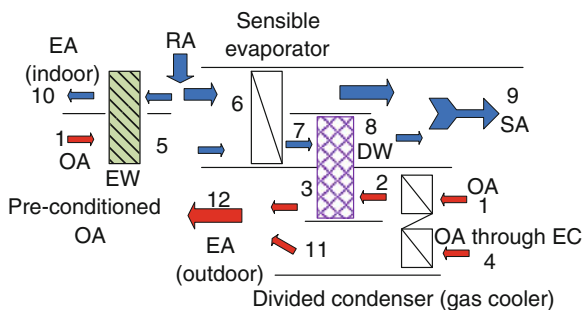 Sensible
evaporator
EA
(indoor)
RA
10
6
9
SA
1
OA
5
7
8
DW
EW
12
3
2
OA
1
Pre-conditioned
OA
EA
(outdoor)
11
OA through EC
4
Divided condenser (gas cooler)